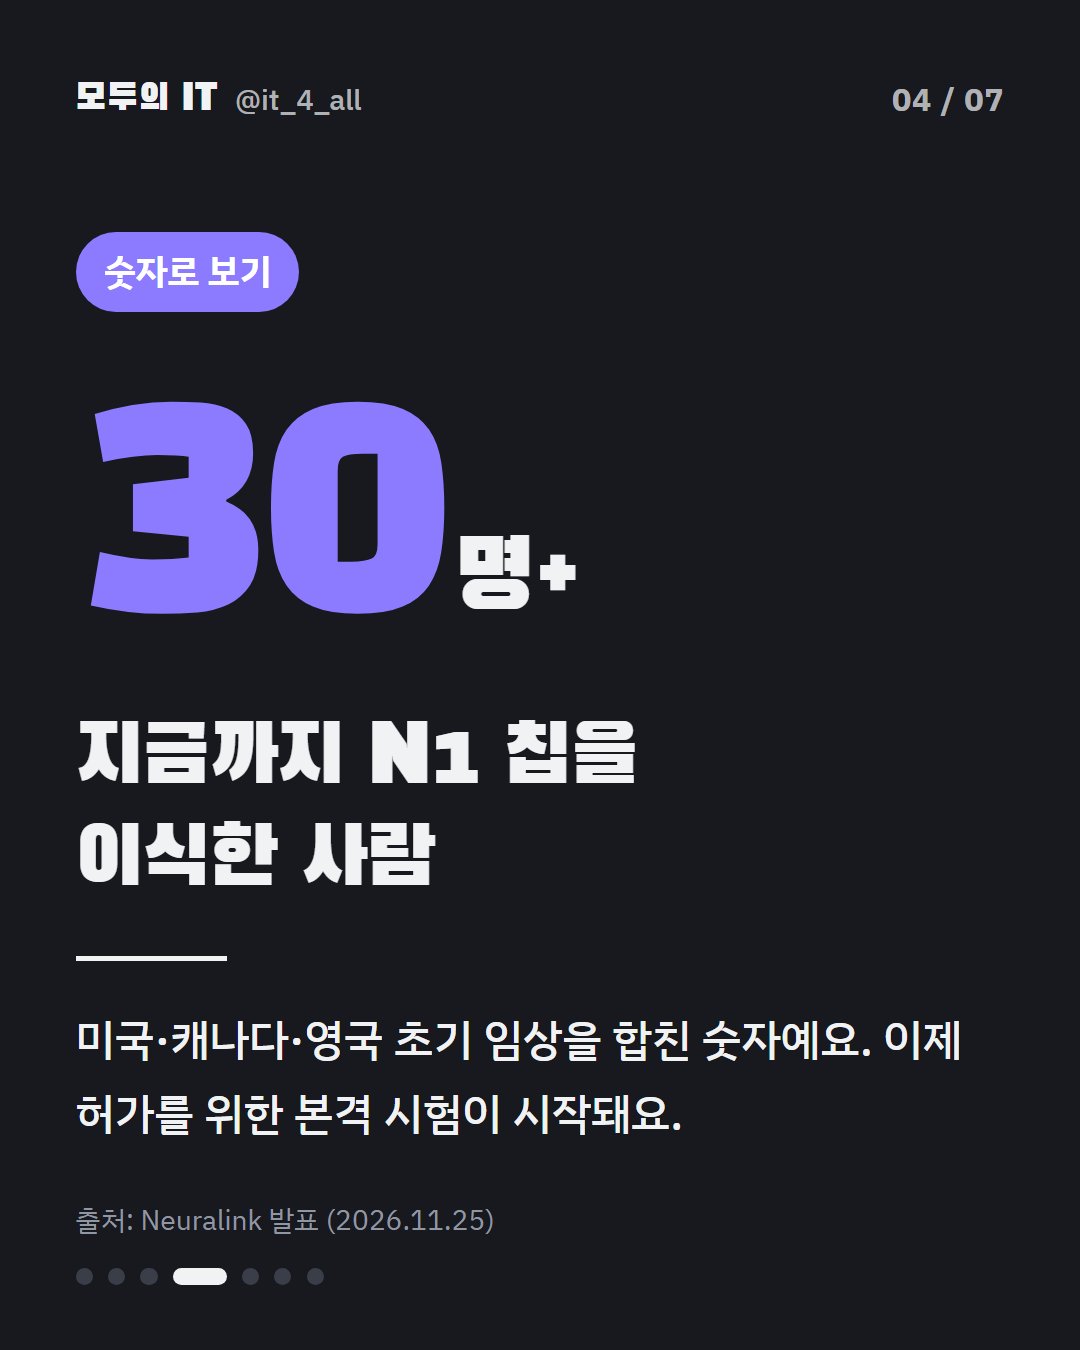 모두의 IT @it_4_all
04 / 07
숫자로 보기
30명+
지금까지 N1 칩을
이식한 사람
미국·캐나다·영국 초기 임상을 합친 숫자예요. 이제
허가를 위한 본격 시험이 시작돼요.
출처: Neuralink 발표 (2026.11.25)